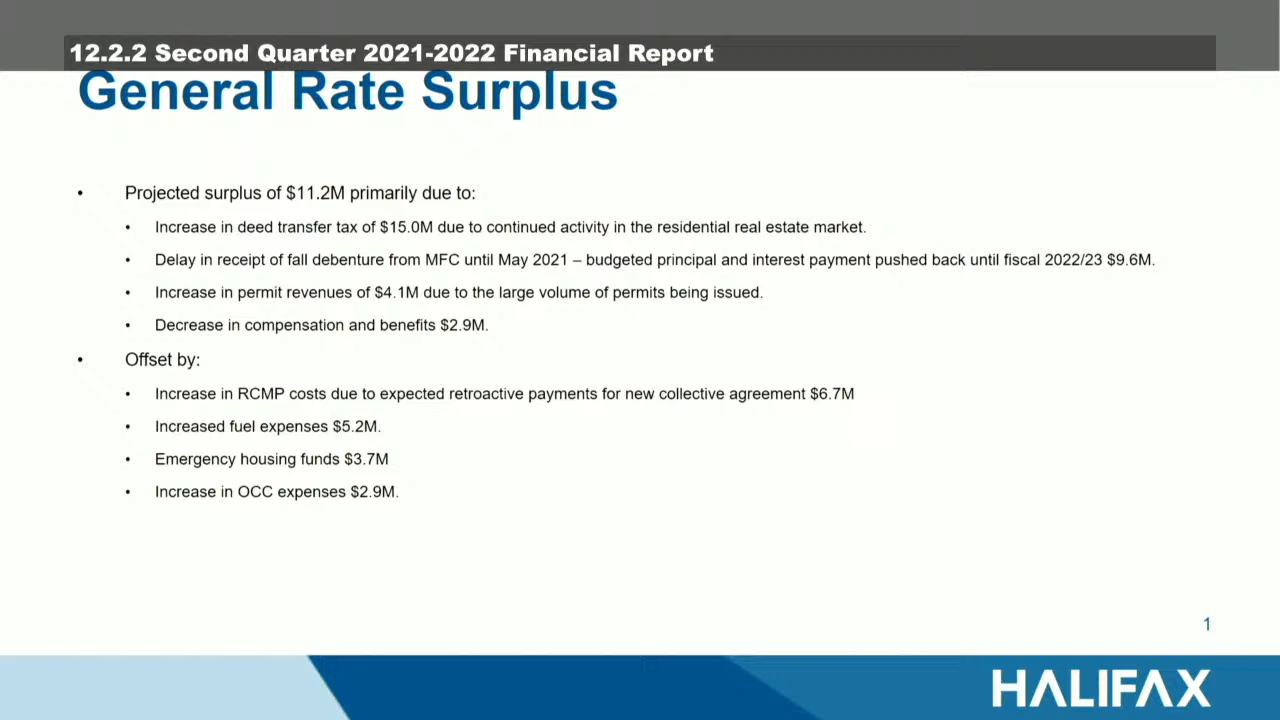 12.2.2 Second Quarter 2021-2022 Financial Report
General Rate Surplus
• Projected surplus of $11.2M primarily due to:
• Increase in deed transfer tax of $15.0M due to continued activity in the residential real estate market.
• Delay in receipt of fall debenture from MFC until May 2021 – budgeted principal and interest payment pushed back until fiscal 2022/23 $9.6M.
• Increase in permit revenues of $4.1M due to the large volume of permits being issued.
• Decrease in compensation and benefits $2.9M.
• Offset by:
• Increase in RCMP costs due to expected retroactive payments for new collective agreement $6.7M
• Increased fuel expenses $5.2M.
• Emergency housing funds $3.7M
• Increase in OCC expenses $2.9M.
1
HALIFAX